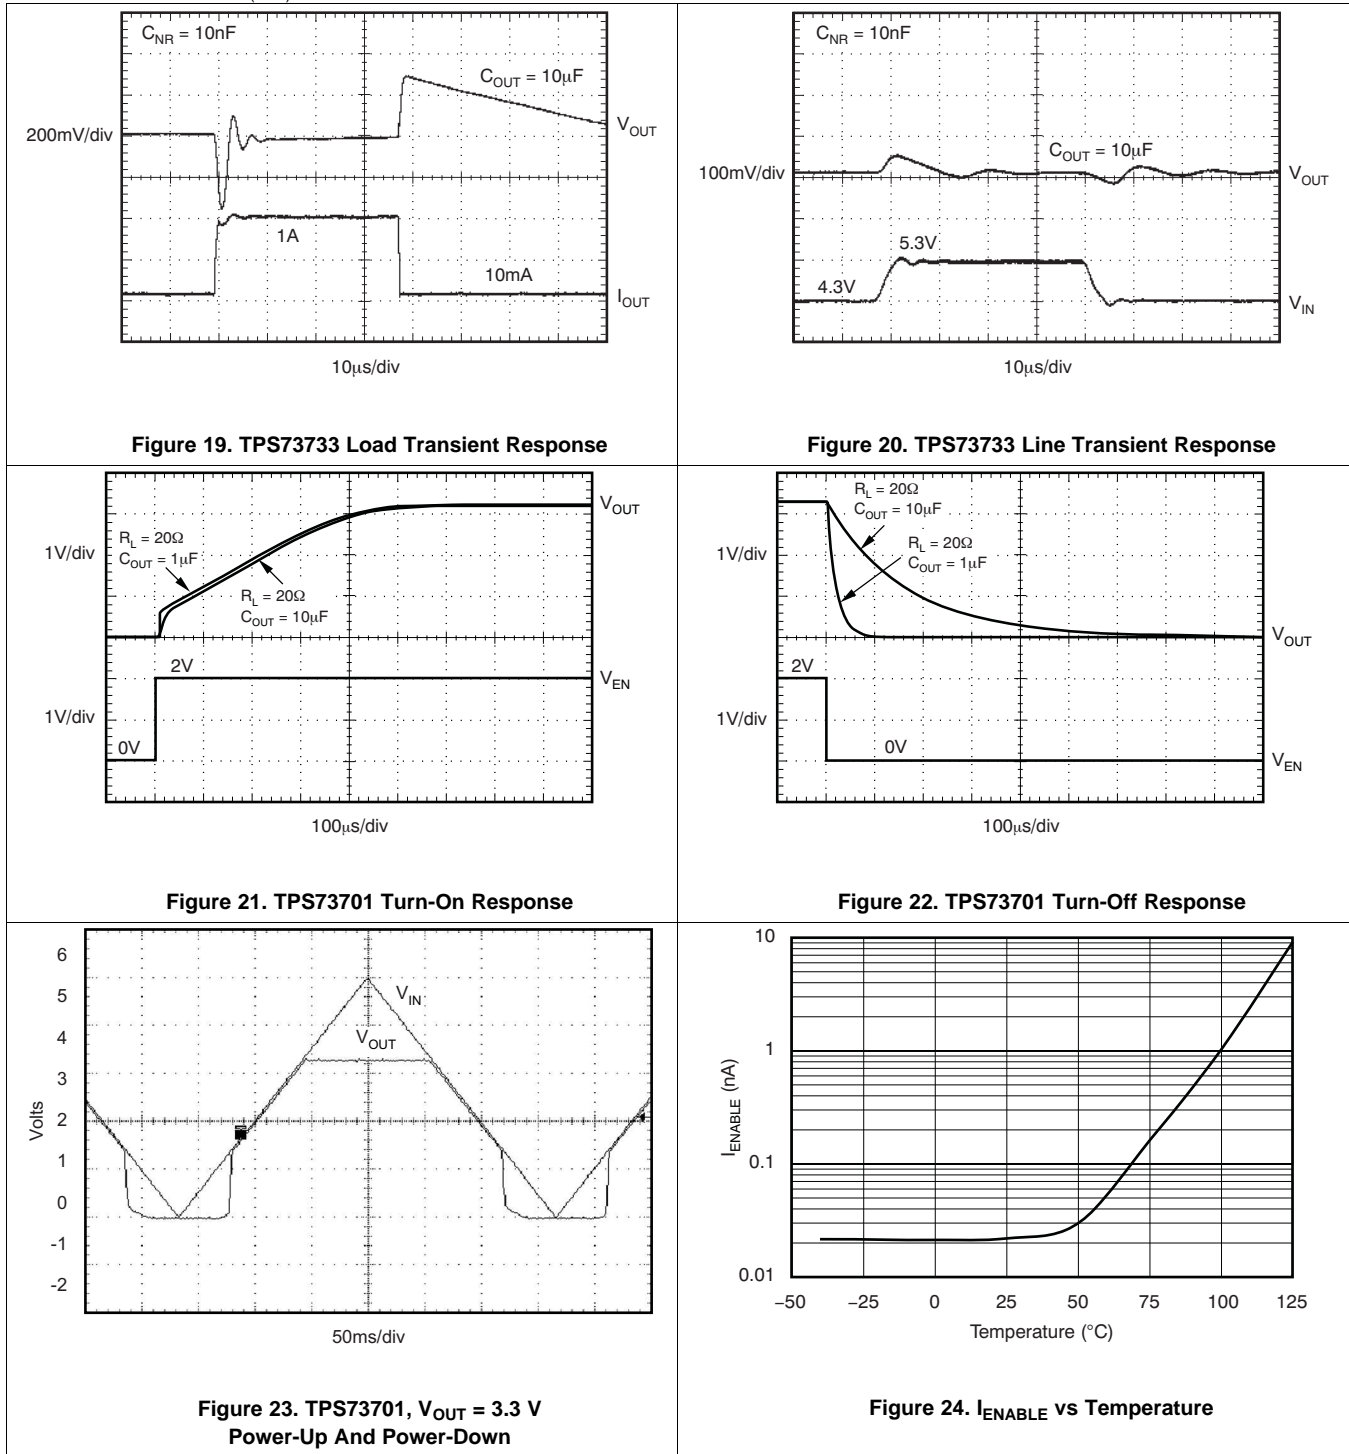 C_NR = 10nF
C_OUT = 10μF
200mV/div
V_OUT
1A
10mA
I_OUT
10μs/div
Figure 19. TPS73733 Load Transient Response
C_NR = 10nF
C_OUT = 10μF
100mV/div
V_OUT
5.3V
4.3V
V_IN
10μs/div
Figure 20. TPS73733 Line Transient Response
V_OUT
R_L = 20Ω
C_OUT = 1μF
1V/div
R_L = 20Ω
C_OUT = 10μF
2V
V_EN
1V/div
0V
100μs/div
Figure 21. TPS73701 Turn-On Response
R_L = 20Ω
C_OUT = 10μF
R_L = 20Ω
C_OUT = 1μF
1V/div
V_OUT
2V
1V/div
0V
V_EN
100μs/div
Figure 22. TPS73701 Turn-Off Response
6
5
4
3
2
1
0
-1
-2
Volts
V_IN
V_OUT
50ms/div
Figure 23. TPS73701, V_OUT = 3.3 V
Power-Up And Power-Down
10
1
0.1
0.01
I_ENABLE (nA)
−50 −25 0 25 50 75 100 125
Temperature (°C)
Figure 24. I_ENABLE vs Temperature